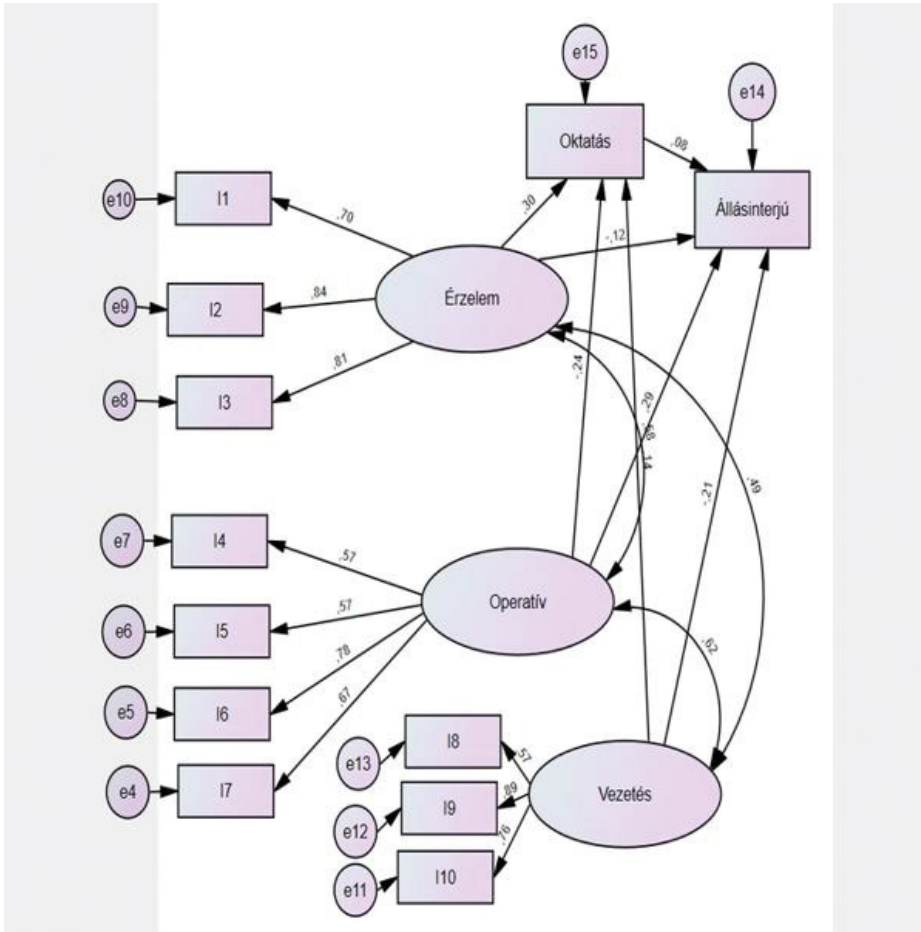 e15
e14
Oktatás
,08
Állásinterjú
e10
I1
,70
,30
-,12
e9
I2
,84
Érzelem
e8
I3
,81
-,24
,29
,68
,14
,49
-,21
e7
I4
,57
Operatív
e6
I5
,57
e5
I6
,78
,62
e4
I7
,67
e13
I8
,57
e12
I9
,89
Vezetés
e11
I10
,76